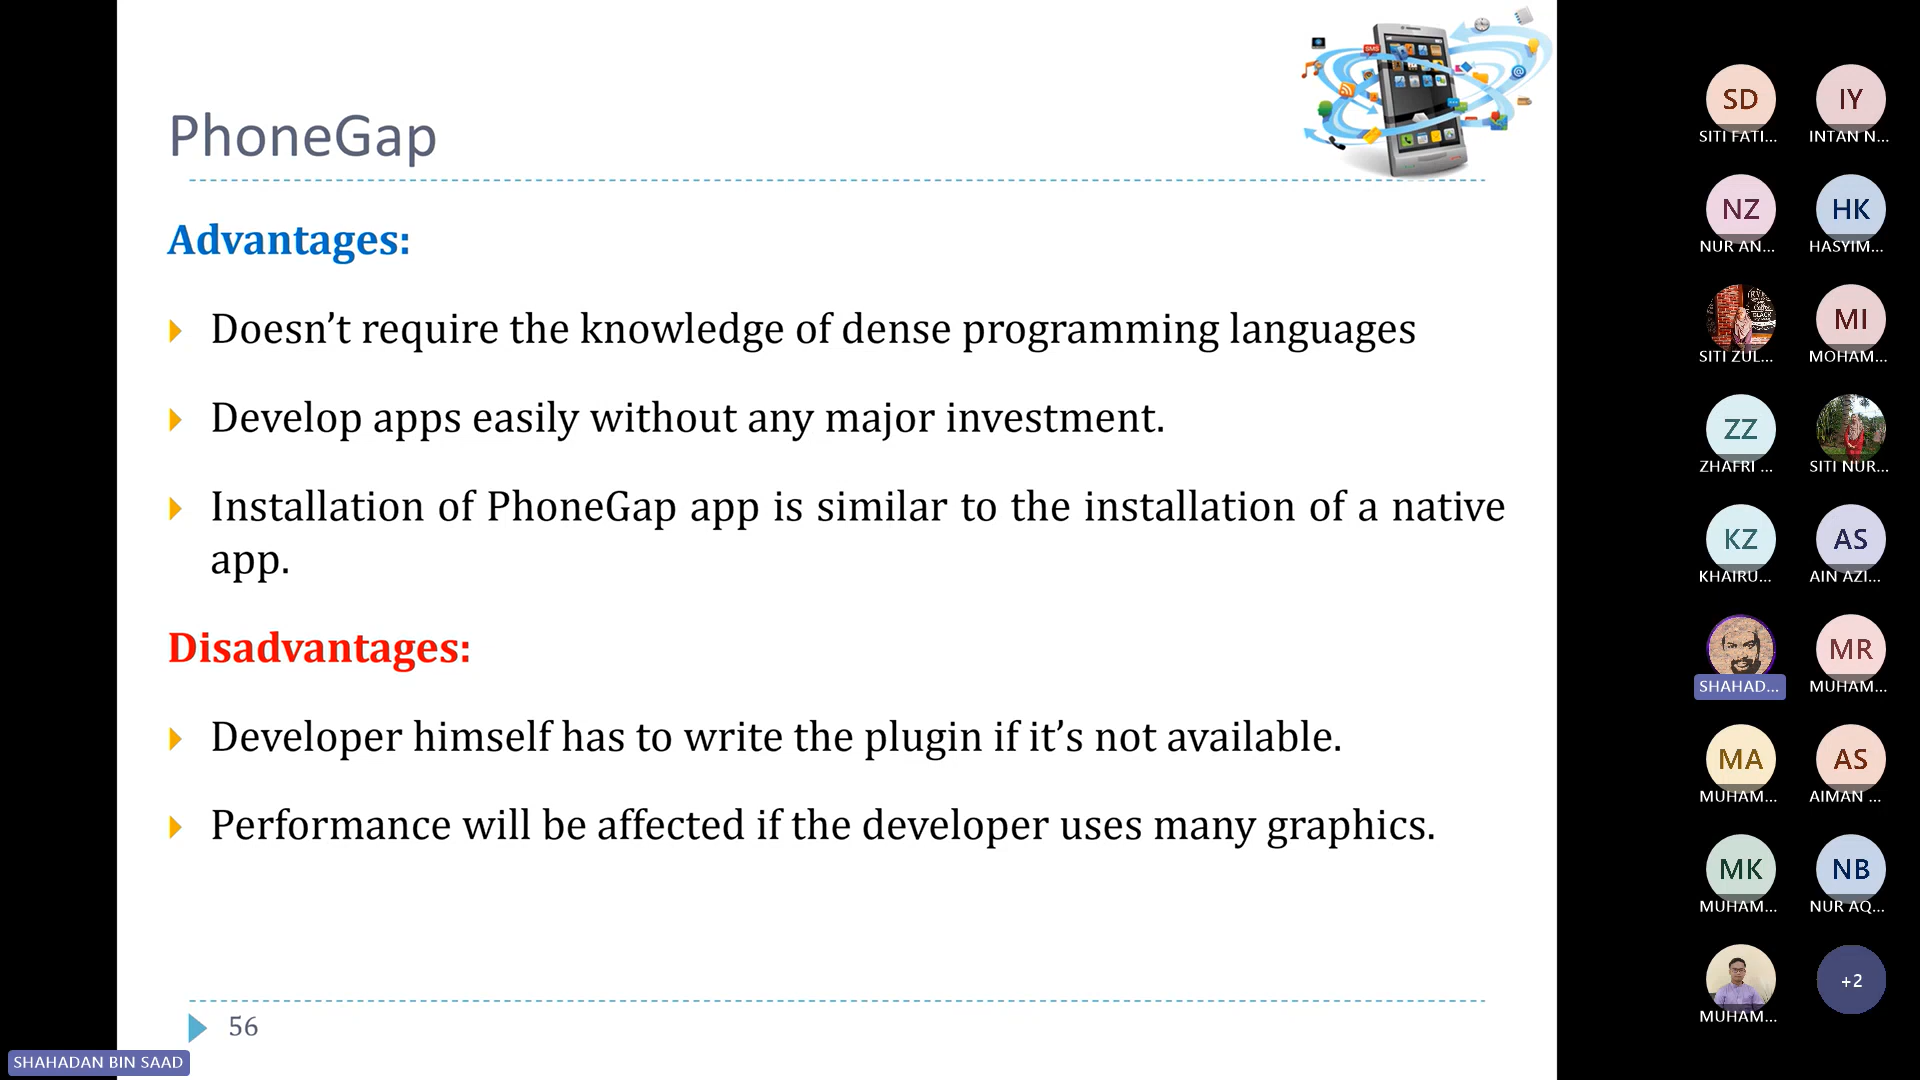 PhoneGap
Advantages:
Doesn’t require the knowledge of dense programming languages
Develop apps easily without any major investment.
Installation of PhoneGap app is similar to the installation of a native
app.
Disadvantages:
Developer himself has to write the plugin if it’s not available.
Performance will be affected if the developer uses many graphics.
56
SHAHADAN BIN SAAD
SD IY
SITI FATI... INTAN N...
NZ HK
NUR AN... HASYIM...
SITI ZUL... MOHAM...
MI
ZZ
ZHAFRI ... SITI NUR...
KZ AS
KHAIRU... AIN AZI...
MR
SHAHAD... MUHAM...
MA AS
MUHAM... AIMAN ...
MK NB
MUHAM... NUR AQ...
+2
MUHAM...